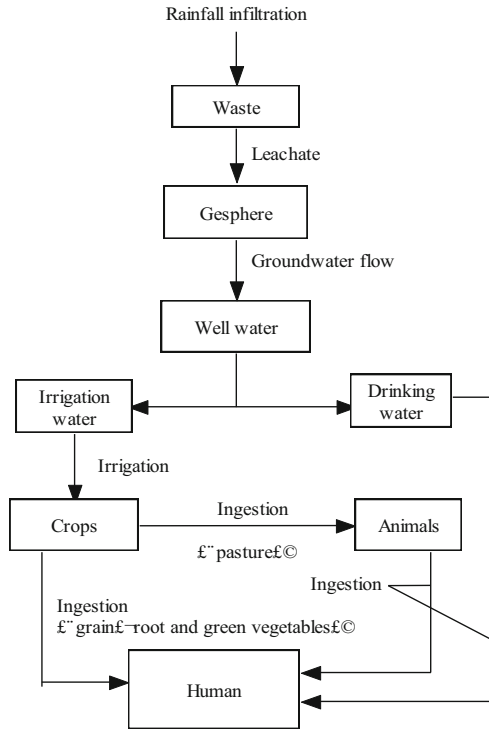 Rainfall infiltration
Waste
Leachate
Gesphere
Groundwater flow
Well water
Irrigation
water
Drinking
water
Irrigation
Crops
Ingestion
£¨pasture£©
Animals
Ingestion
Ingestion
£¨grain£¬root and green vegetables£©
Human